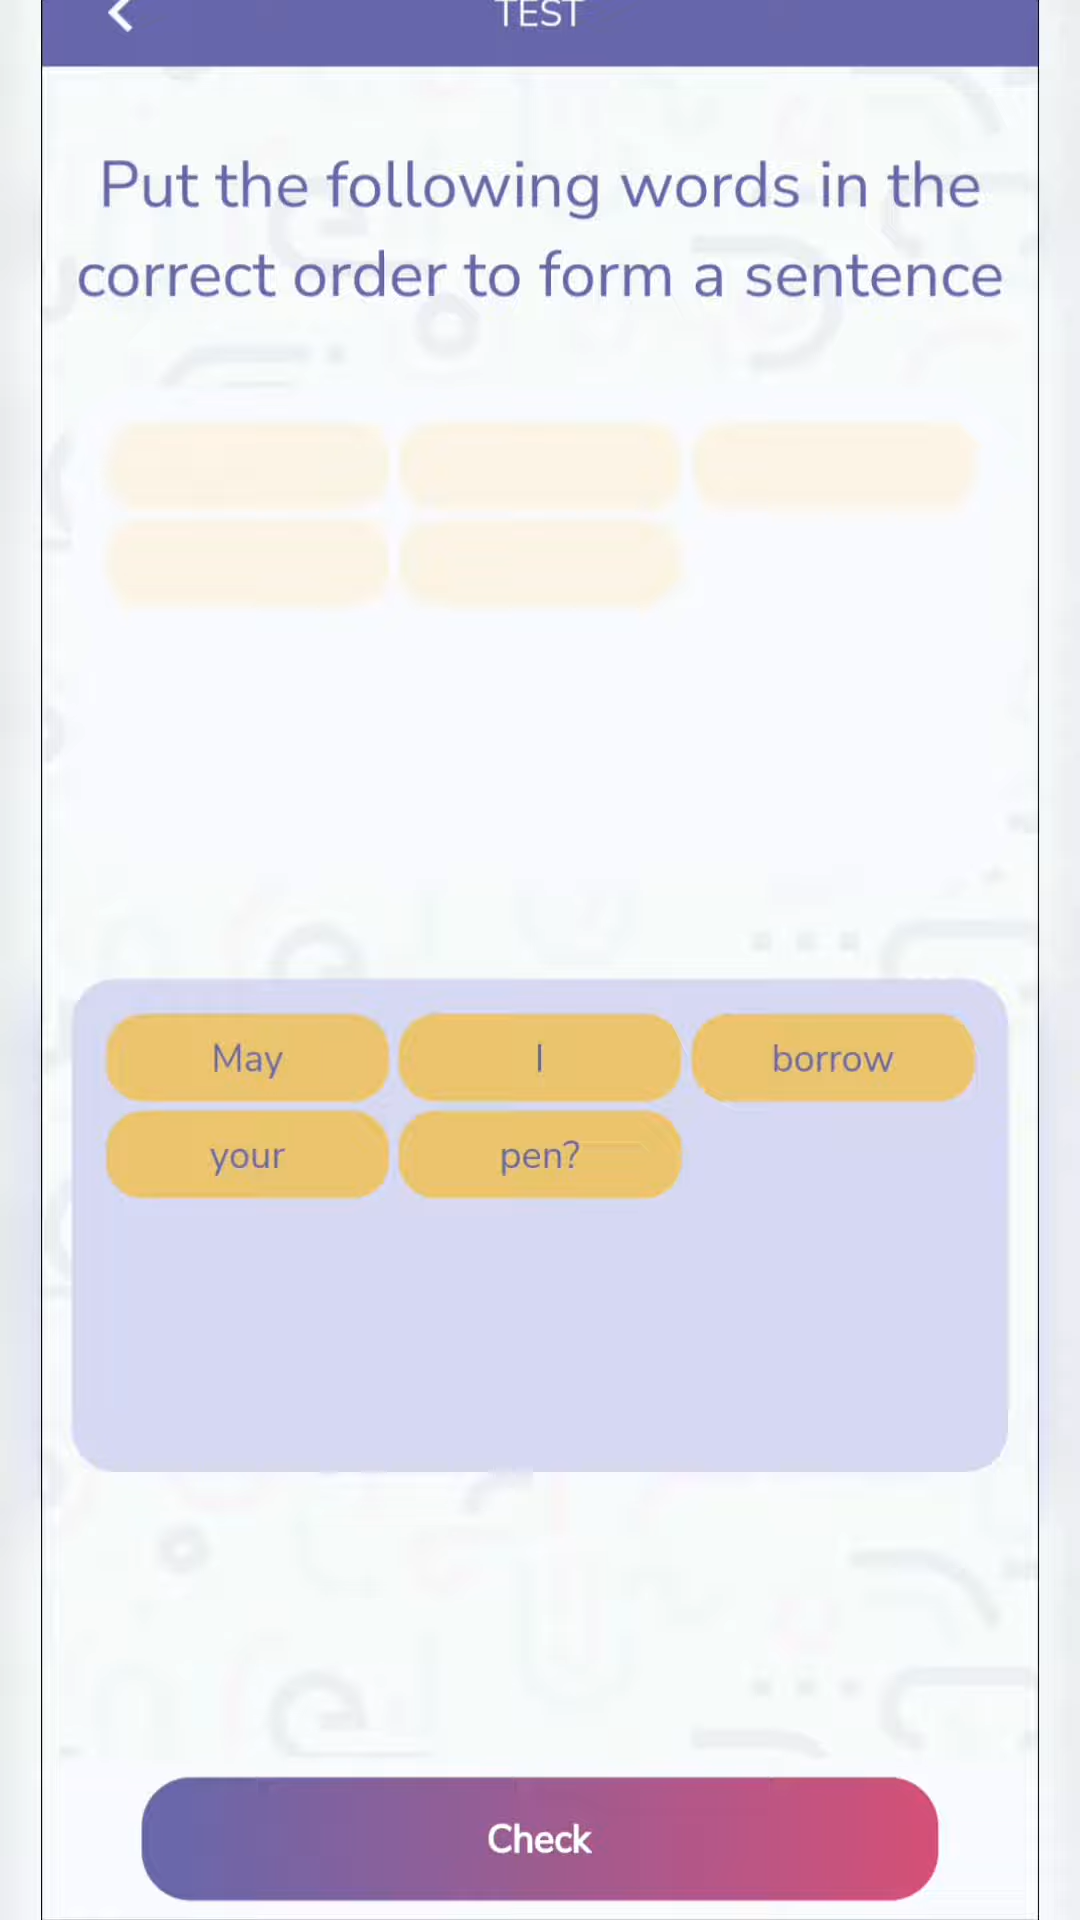 TEST
Put the following words in the
correct order to form a sentence
May I borrow
your pen?
Check